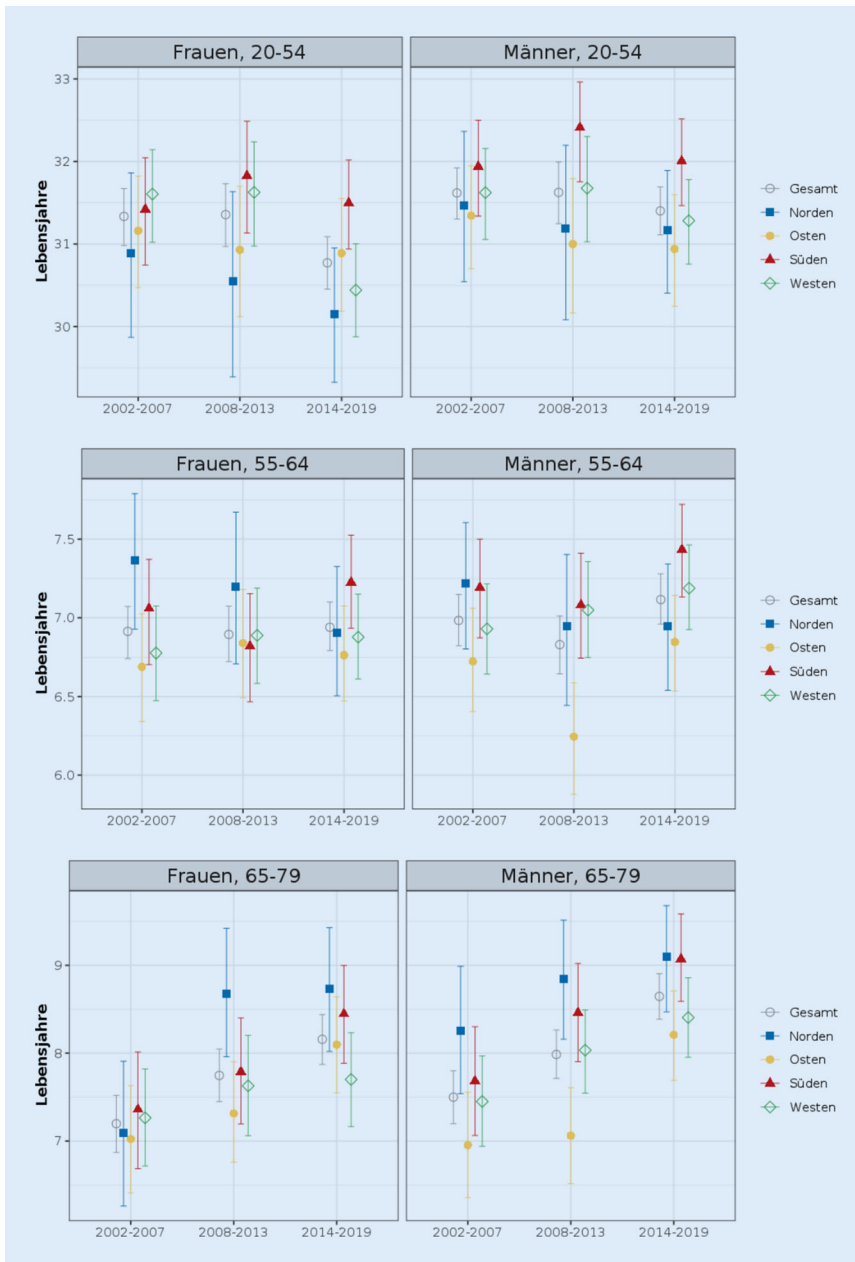 Frauen, 20-54
Männer, 20-54
33
32
31
30
Lebensjahre
2002-2007
2008-2013
2014-2019
2002-2007
2008-2013
2014-2019
Gesamt
Norden
Osten
Süden
Westen
Frauen, 55-64
Männer, 55-64
7.5
7.0
6.5
6.0
Lebensjahre
2002-2007
2008-2013
2014-2019
2002-2007
2008-2013
2014-2019
Gesamt
Norden
Osten
Süden
Westen
Frauen, 65-79
Männer, 65-79
9
8
7
Lebensjahre
2002-2007
2008-2013
2014-2019
2002-2007
2008-2013
2014-2019
Gesamt
Norden
Osten
Süden
Westen